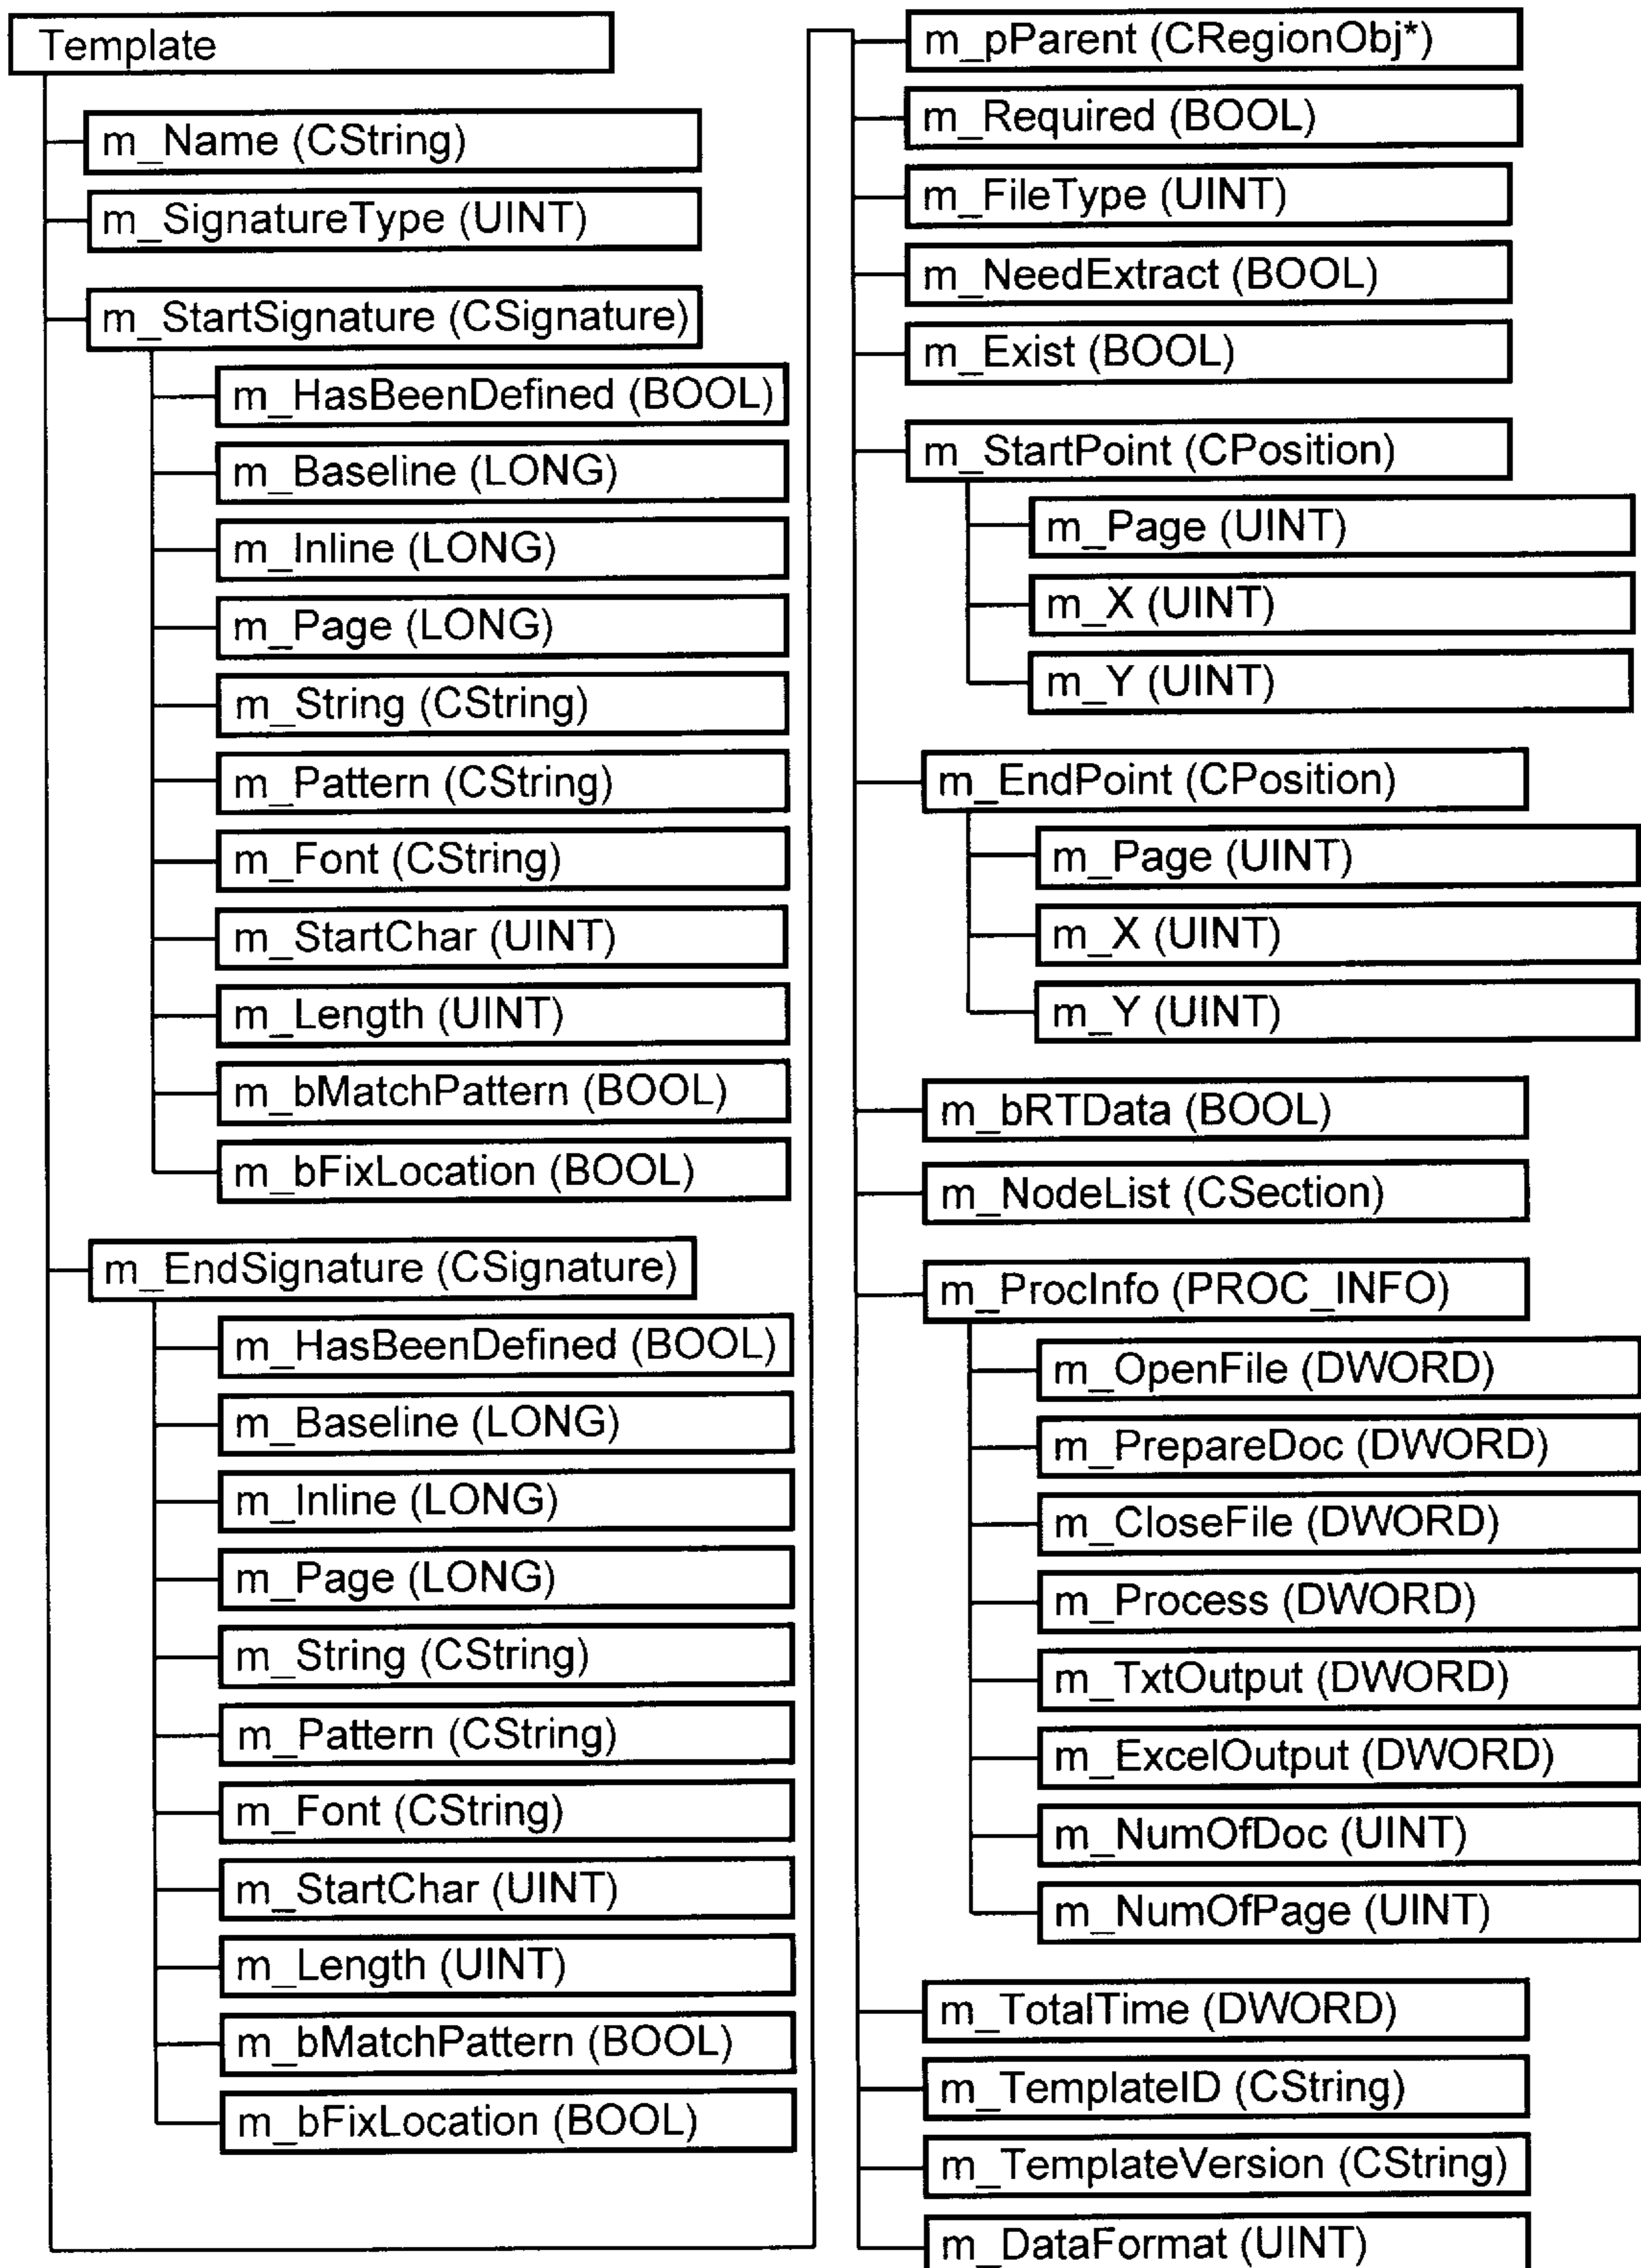 Template
m_Name (CString)
m_SignatureType (UINT)
m_StartSignature (CSignature)
m_HasBeenDefined (BOOL)
m_Baseline (LONG)
m_Inline (LONG)
m_Page (LONG)
m_String (CString)
m_Pattern (CString)
m_Font (CString)
m_StartChar (UINT)
m_Length (UINT)
m_bMatchPattern (BOOL)
m_bFixLocation (BOOL)
m_EndSignature (CSignature)
m_HasBeenDefined (BOOL)
m_Baseline (LONG)
m_Inline (LONG)
m_Page (LONG)
m_String (CString)
m_Pattern (CString)
m_Font (CString)
m_StartChar (UINT)
m_Length (UINT)
m_bMatchPattern (BOOL)
m_bFixLocation (BOOL)
m_pParent (CRegionObj*)
m_Required (BOOL)
m_FileType (UINT)
m_NeedExtract (BOOL)
m_Exist (BOOL)
m_StartPoint (CPosition)
m_Page (UINT)
m_X (UINT)
m_Y (UINT)
m_EndPoint (CPosition)
m_Page (UINT)
m_X (UINT)
m_Y (UINT)
m_bRTData (BOOL)
m_NodeList (CSection)
m_ProcInfo (PROC_INFO)
m_OpenFile (DWORD)
m_PrepareDoc (DWORD)
m_CloseFile (DWORD)
m_Process (DWORD)
m_TxtOutput (DWORD)
m_ExcelOutput (DWORD)
m_NumOfDoc (UINT)
m_NumOfPage (UINT)
m_TotalTime (DWORD)
m_TemplateID (CString)
m_TemplateVersion (CString)
m_DataFormat (UINT)